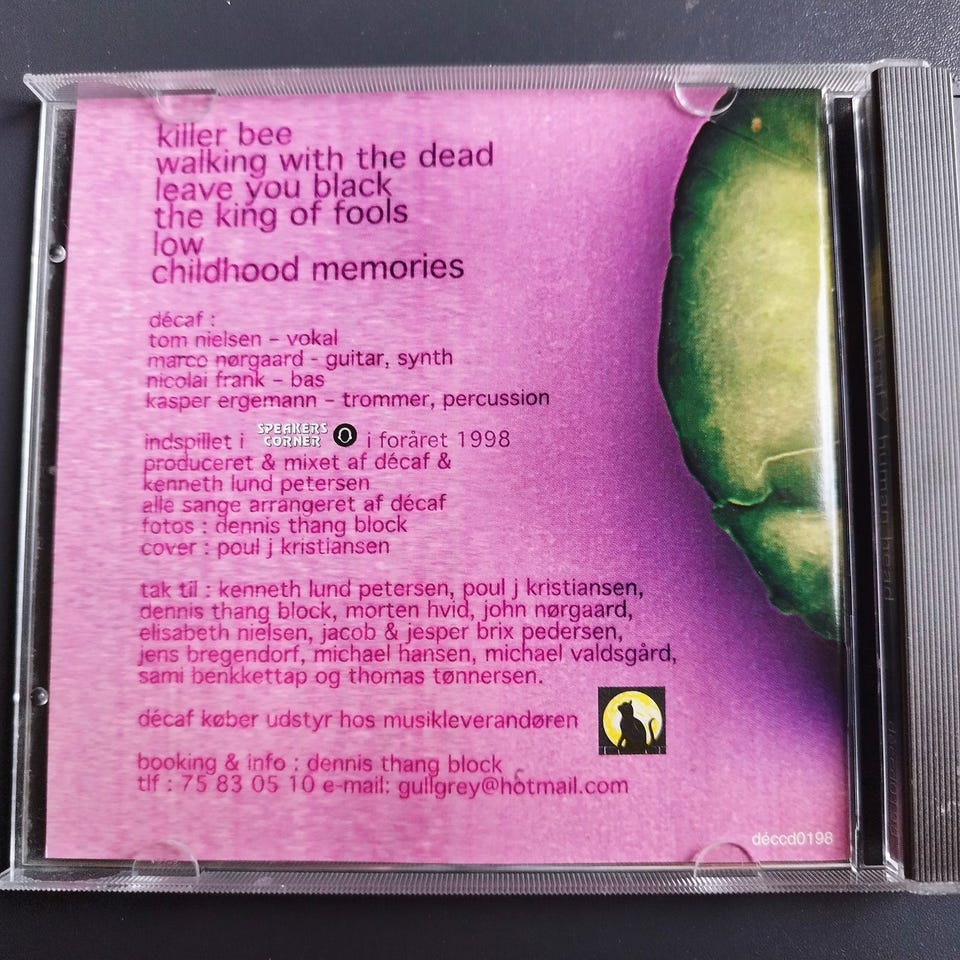 killer bee
walking with the dead
leave you black
the king of fools
low
childhood memories
décaf :
tom nielsen – vokal
marco nørgaard - guitar, synth
nicolai frank – bas
kasper ergemann – trommer, percussion
indspillet i SPEAKERS CORNER i foråret 1998
produceret & mixet af décaf &
kenneth lund petersen
alle sange arrangeret af décaf
fotos : dennis thang block
cover : poul j kristiansen
tak til : kenneth lund petersen, poul j kristiansen,
dennis thang block, morten hvid, john nørgaard,
elisabeth nielsen, jacob & jesper brix pedersen,
jens bregendorf, michael hansen, michael valdsgård,
sami benkkettap og thomas tønnersen.
décaf køber udstyr hos musikleverandøren
booking & info : dennis thang block
tlf : 75 83 05 10 e-mail: gullgrey@hotmail.com
déccd0198